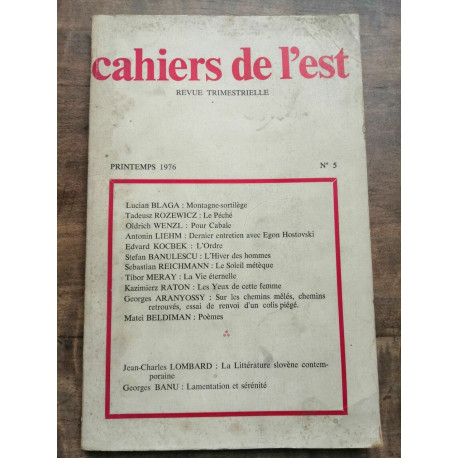 cahiers de l'est
REVUE TRIMESTRIELLE
PRINTEMPS 1976 N° 5
Lucian BLAGA : Montagne-sortilège
Tadeusz ROZEWICZ : Le Péché
Oldrich WENZL : Pour Cabale
Antonin LIEHM : Dernier entretien avec Egon Hostovski
Edvard KOCBEK : L'Ordre
Stefan BANULESCU : L'Hiver des hommes
Sebastian REICHMANN : Le Soleil métèque
Tibor MERAY : La Vie éternelle
Kazimierz RATON : Les Yeux de cette femme
Georges ARANYOSSY : Sur les chemins mêlés, chemins
retrouvés, essai de renvoi d'un colis piégé.
Matei BELDIMAN : Poèmes
Jean-Charles LOMBARD : La Littérature slovène contem-
poraine
Georges BANU : Lamentation et sérénité